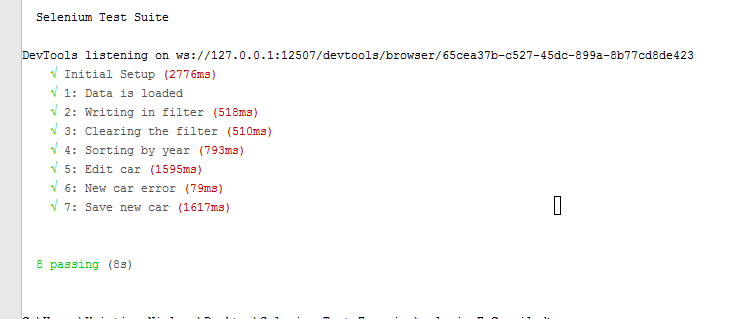 Selenium Test Suite
DevTools listening on ws://127.0.0.1:12507/devtools/browser/65cea37b-c527-45dc-899a-8b77cd8de423
√ Initial Setup (2776ms)
√ 1: Data is loaded
√ 2: Writing in filter (518ms)
√ 3: Clearing the filter (510ms)
√ 4: Sorting by year (793ms)
√ 5: Edit car (1595ms)
√ 6: New car error (79ms)
√ 7: Save new car (1617ms)
8 passing (8s)